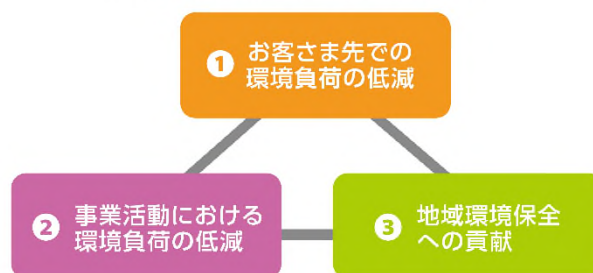 ❶ お客さま先での
環境負荷の低減
❷ 事業活動における
環境負荷の低減
❸ 地域環境保全
への貢献